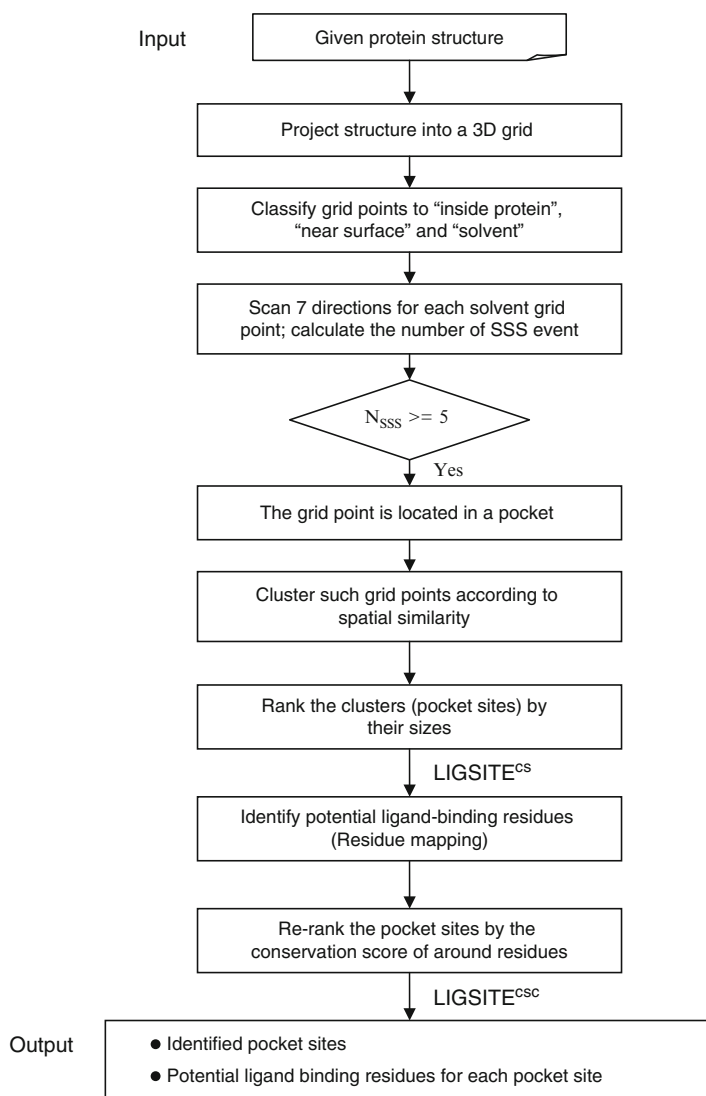 Input
Given protein structure
Project structure into a 3D grid
Classify grid points to “inside protein”,
“near surface” and “solvent”
Scan 7 directions for each solvent grid
point; calculate the number of SSS event
N_SSS >= 5
Yes
The grid point is located in a pocket
Cluster such grid points according to
spatial similarity
Rank the clusters (pocket sites) by
their sizes
LIGSITE^cs
Identify potential ligand-binding residues
(Residue mapping)
Re-rank the pocket sites by the
conservation score of around residues
LIGSITE^csc
Output
● Identified pocket sites
● Potential ligand binding residues for each pocket site